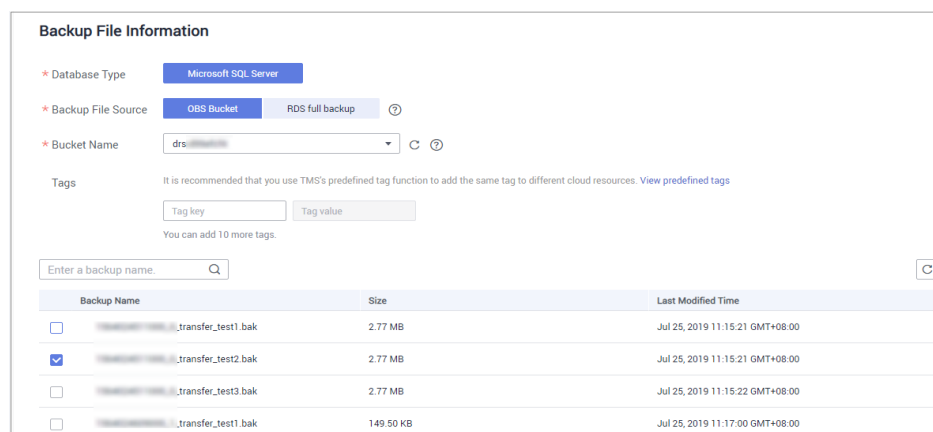 Backup File Information
* Database Type Microsoft SQL Server
* Backup File Source OBS Bucket RDS full backup ?
* Bucket Name drs ?
Tags It is recommended that you use TMS's predefined tag function to add the same tag to different cloud resources. View predefined tags
Tag key Tag value
You can add 10 more tags.
Enter a backup name.
Backup Name Size Last Modified Time
_transfer_test1.bak 2.77 MB Jul 25, 2019 11:15:21 GMT+08:00
_transfer_test2.bak 2.77 MB Jul 25, 2019 11:15:21 GMT+08:00
_transfer_test3.bak 2.77 MB Jul 25, 2019 11:15:22 GMT+08:00
_transfer_test1.bak 149.50 KB Jul 25, 2019 11:17:00 GMT+08:00